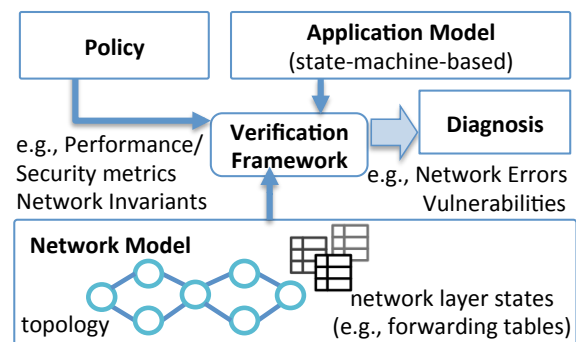 Policy
Application Model
(state-machine-based)
Verification
Framework
Diagnosis
e.g., Performance/
Security metrics
Network Invariants
e.g., Network Errors
Vulnerabilities
Network Model
topology
network layer states
(e.g., forwarding tables)